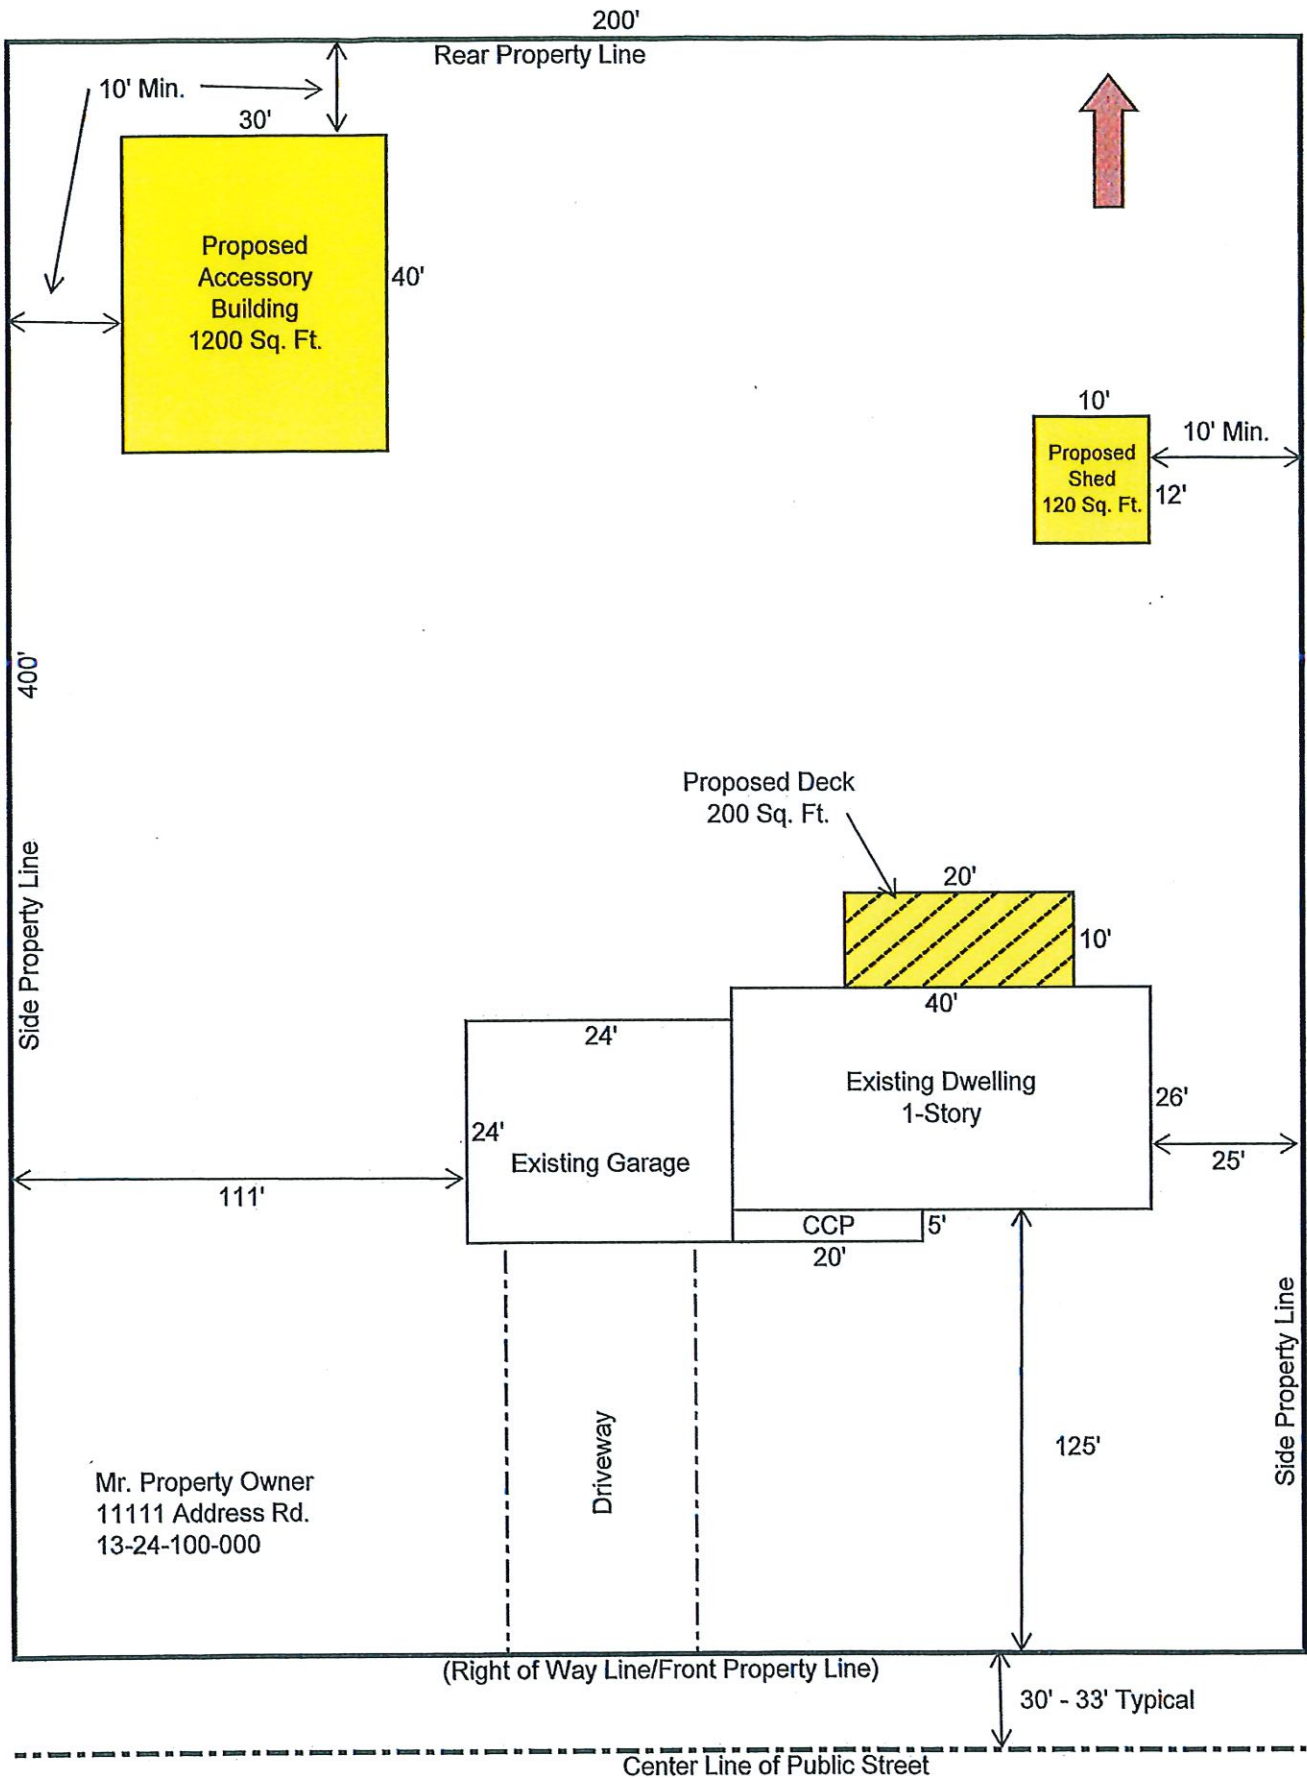 200'
Rear Property Line
10' Min.
30'
Proposed
Accessory
Building
1200 Sq. Ft.
40'
10'
10' Min.
Proposed
Shed
120 Sq. Ft.
12'
400'
Side Property Line
Proposed Deck
200 Sq. Ft.
20'
10'
40'
24'
Existing Dwelling
1-Story
26'
24'
Existing Garage
25'
111'
CCP
5'
20'
Side Property Line
125'
Driveway
Mr. Property Owner
11111 Address Rd.
13-24-100-000
(Right of Way Line/Front Property Line)
30' - 33' Typical
Center Line of Public Street